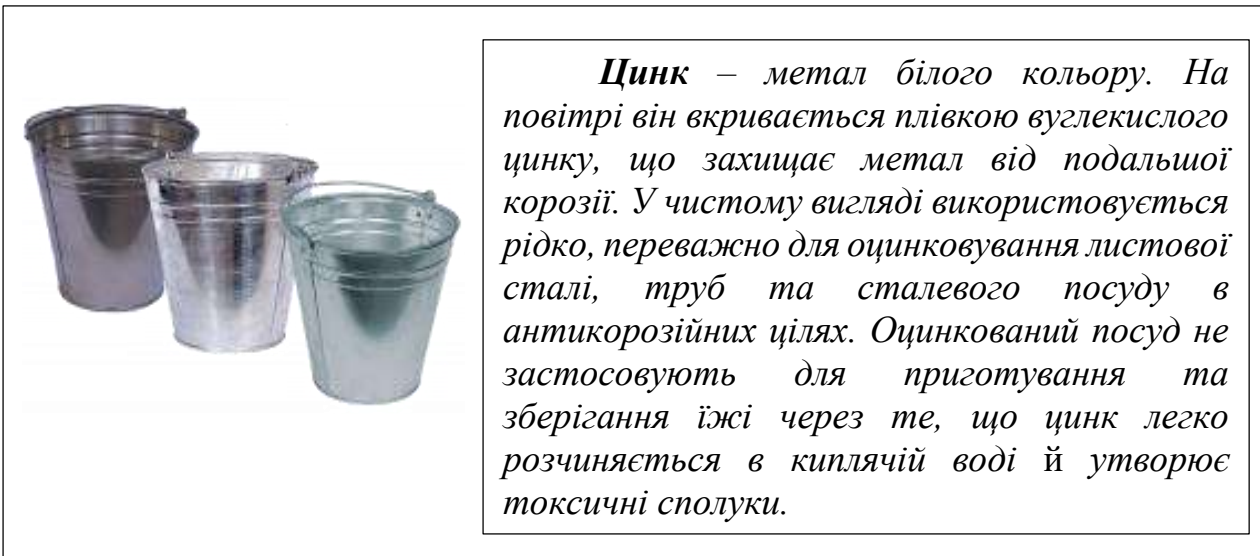 Цинк – метал білого кольору. На
повітрі він вкривається плівкою вуглекислого
цинку, що захищає метал від подальшої
корозії. У чистому вигляді використовується
рідко, переважно для оцинковування листової
сталі, труб та сталевого посуду в
антикорозійних цілях. Оцинкований посуд не
застосовують для приготування та
зберігання їжі через те, що цинк легко
розчиняється в киплячій воді й утворює
токсичні сполуки.